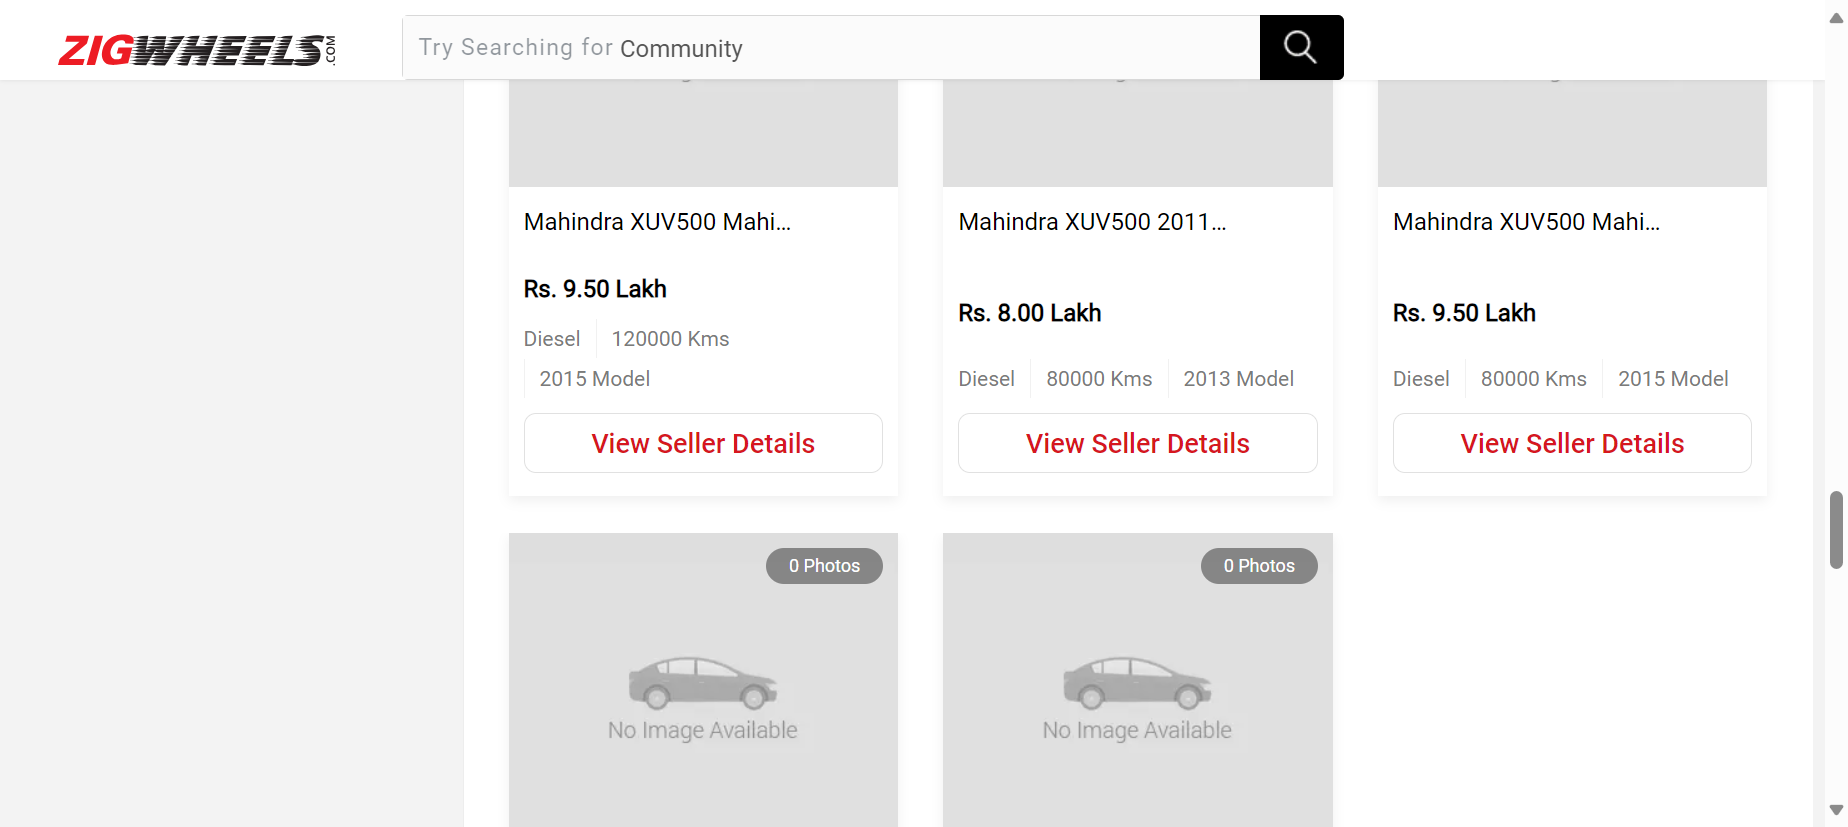 ZIGWHEELS.COM
Try Searching for Community
Mahindra XUV500 Mahi...
Rs. 9.50 Lakh
Diesel 120000 Kms
2015 Model
View Seller Details
Mahindra XUV500 2011...
Rs. 8.00 Lakh
Diesel 80000 Kms 2013 Model
View Seller Details
Mahindra XUV500 Mahi...
Rs. 9.50 Lakh
Diesel 80000 Kms 2015 Model
View Seller Details
0 Photos
No Image Available
0 Photos
No Image Available